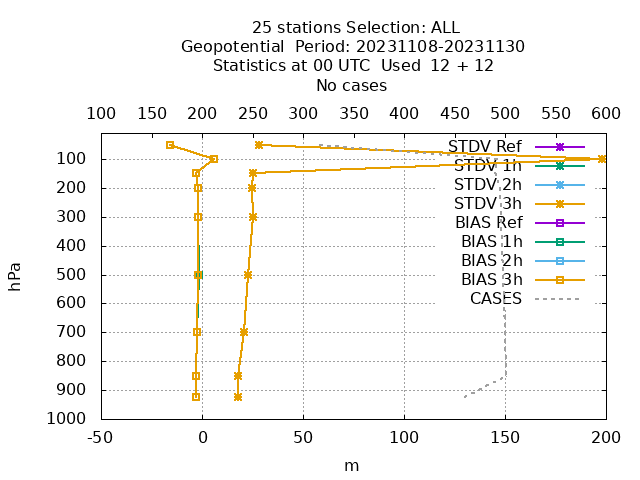 25 stations Selection: ALL
Geopotential  Period: 20231108-20231130
Statistics at 00 UTC  Used  12 + 12
No cases
100 150 200 250 300 350 400 450 500 550 600
STDV Ref
STDV 1h
STDV 2h
STDV 3h
BIAS Ref
BIAS 1h
BIAS 2h
BIAS 3h
CASES
hPa
100
200
300
400
500
600
700
800
900
1000
-50 0 50 100 150 200
m